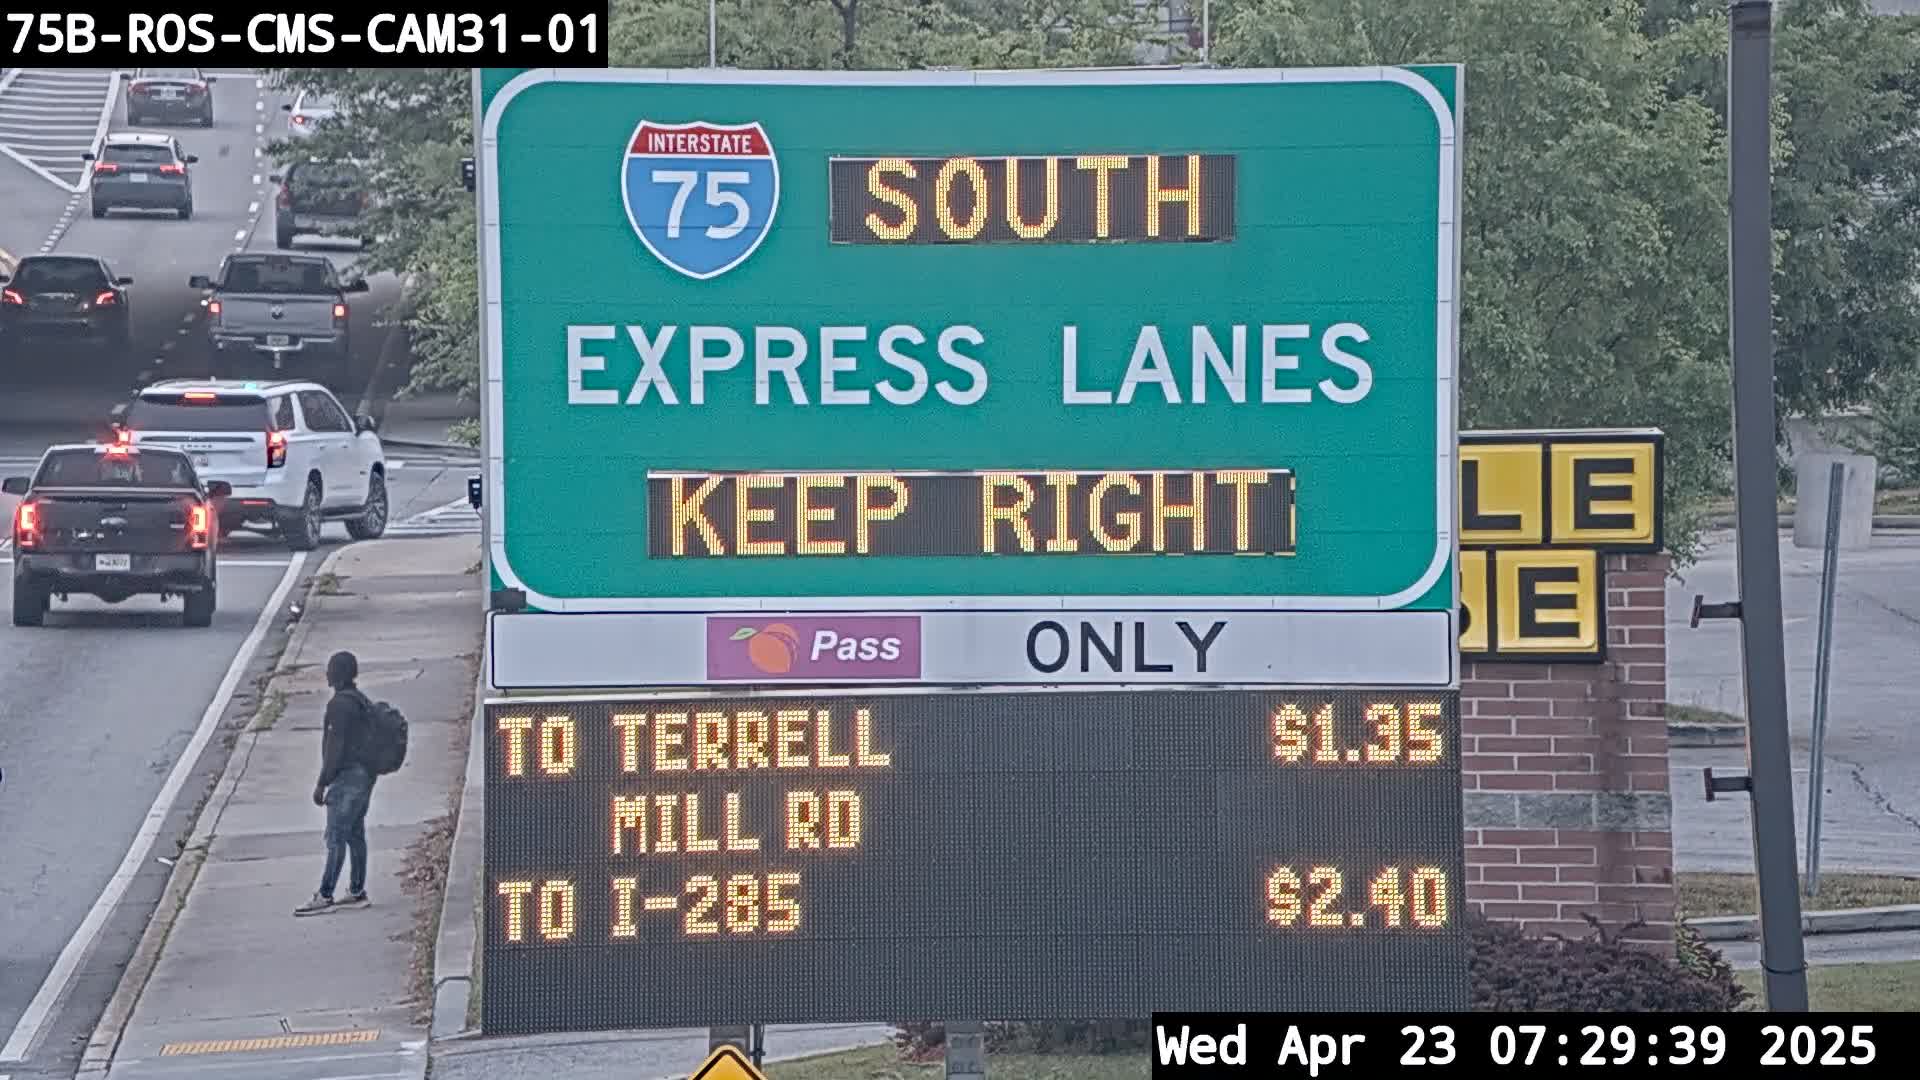 75B-ROS-CMS-CAM31-01
INTERSTATE
75
SOUTH
EXPRESS LANES
KEEP RIGHT
Pass ONLY
TO TERRELL $1.35
MILL RD
TO I-285 $2.40
LE
E
Wed Apr 23 07:29:39 2025